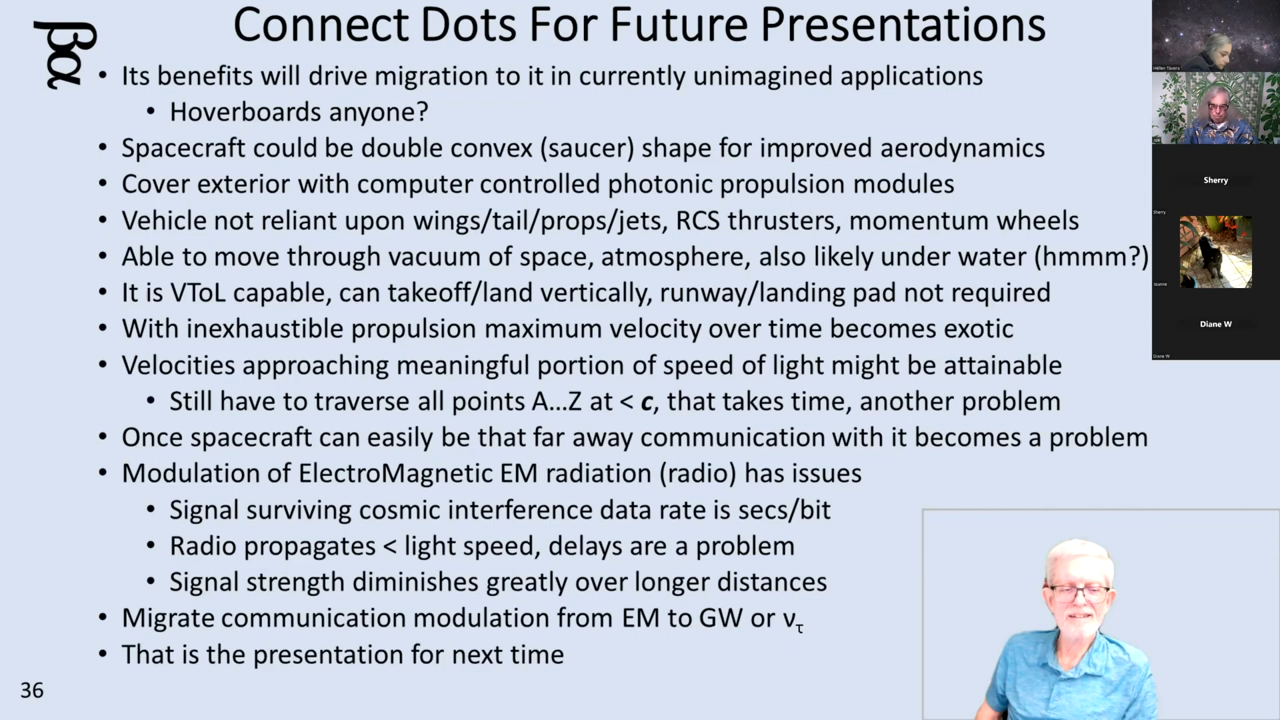 Connect Dots For Future Presentations
βα
• Its benefits will drive migration to it in currently unimagined applications
• Hoverboards anyone?
• Spacecraft could be double convex (saucer) shape for improved aerodynamics
• Cover exterior with computer controlled photonic propulsion modules
• Vehicle not reliant upon wings/tail/props/jets, RCS thrusters, momentum wheels
• Able to move through vacuum of space, atmosphere, also likely under water (hmmm?)
• It is VToL capable, can takeoff/land vertically, runway/landing pad not required
• With inexhaustible propulsion maximum velocity over time becomes exotic
• Velocities approaching meaningful portion of speed of light might be attainable
• Still have to traverse all points A...Z at < c, that takes time, another problem
• Once spacecraft can easily be that far away communication with it becomes a problem
• Modulation of ElectroMagnetic EM radiation (radio) has issues
• Signal surviving cosmic interference data rate is secs/bit
• Radio propagates < light speed, delays are a problem
• Signal strength diminishes greatly over longer distances
• Migrate communication modulation from EM to GW or ντ
• That is the presentation for next time
36
Sherry
Sherry
Diane W
Diane W